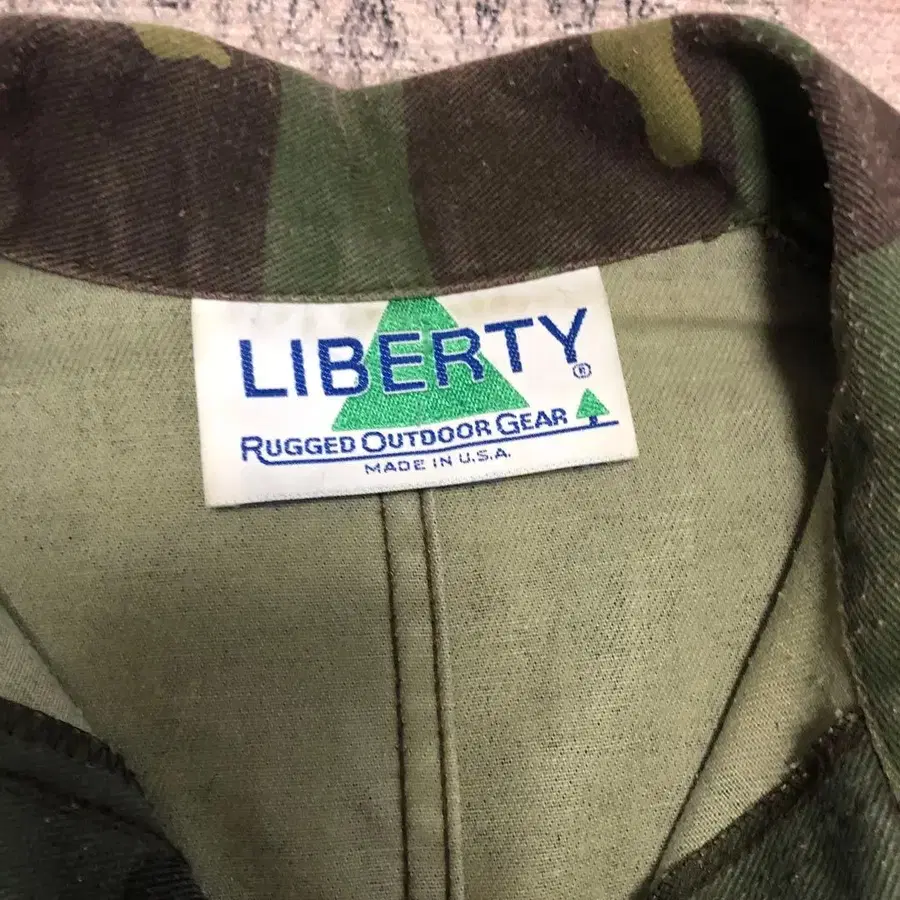 LIBERTY®
RUGGED OUTDOOR GEAR
MADE IN U.S.A.